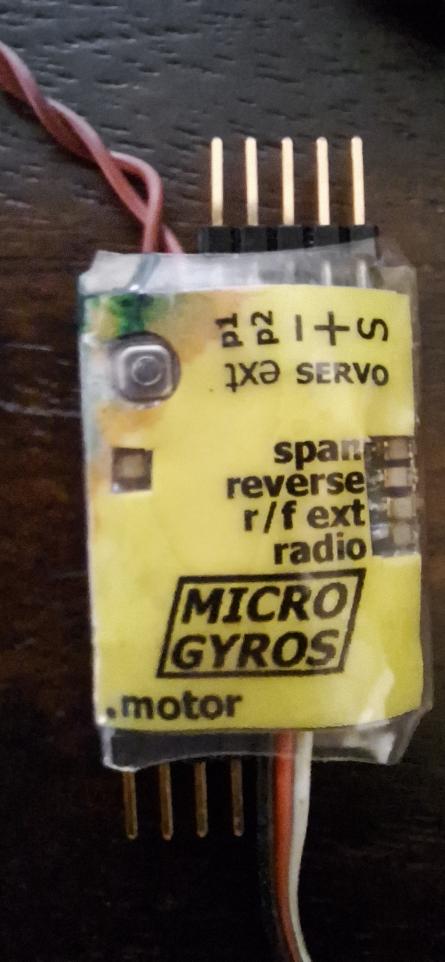 p1 p2 − + S
ext SERVO
span
reverse
r/f ext
radio
MICRO
GYROS
.motor